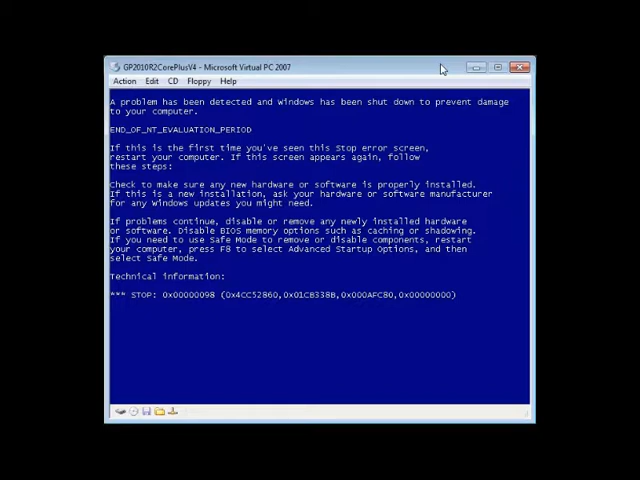 GP2010R2CorePlusV4 - Microsoft Virtual PC 2007
Action Edit CD Floppy Help
A problem has been detected and Windows has been shut down to prevent damage
to your computer.
END_OF_NT_EVALUATION_PERIOD
If this is the first time you've seen this Stop error screen,
restart your computer. If this screen appears again, follow
these steps:
Check to make sure any new hardware or software is properly installed.
If this is a new installation, ask your hardware or software manufacturer
for any Windows updates you might need.
If problems continue, disable or remove any newly installed hardware
or software. Disable BIOS memory options such as caching or shadowing.
If you need to use Safe Mode to remove or disable components, restart
your computer, press F8 to select Advanced Startup Options, and then
select Safe Mode.
Technical information:
*** STOP: 0x00000098 (0x4CC52860,0x01CB338B,0x000AFC80,0x00000000)